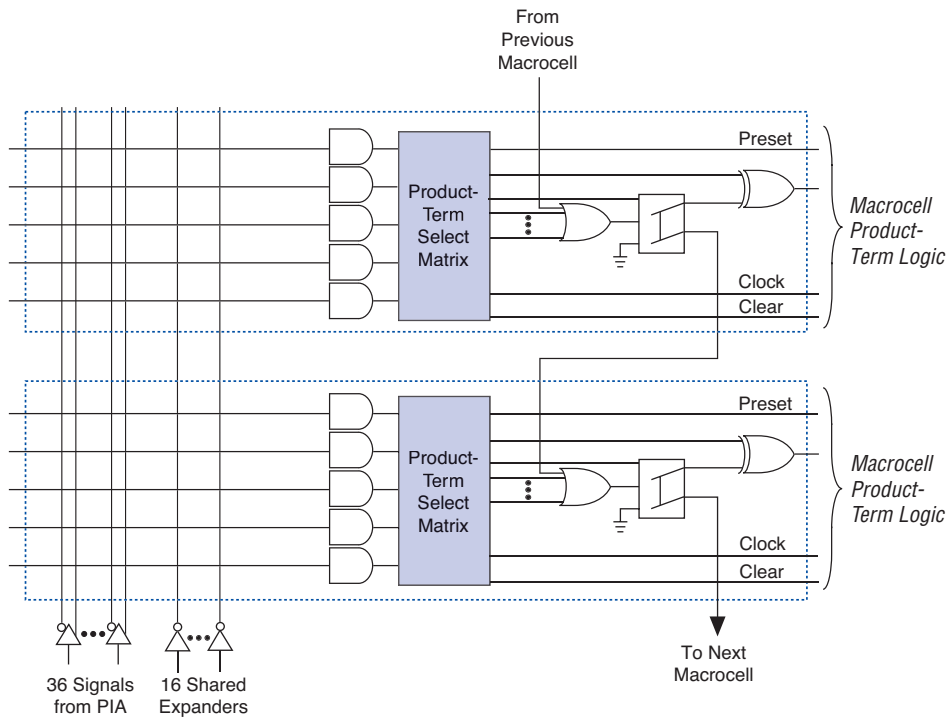 From
Previous
Macrocell
Preset
Product-
Term
Select
Matrix
Macrocell
Product-
Term Logic
Clock
Clear
Preset
Product-
Term
Select
Matrix
Macrocell
Product-
Term Logic
Clock
Clear
36 Signals
from PIA
16 Shared
Expanders
To Next
Macrocell